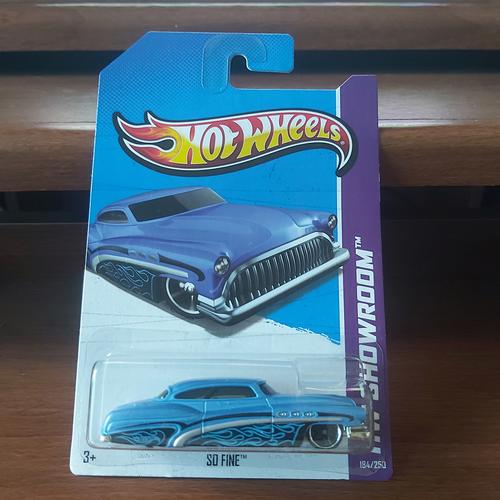 HOT WHEELS
HW SHOWROOM™
3+
SO FINE™
184/250